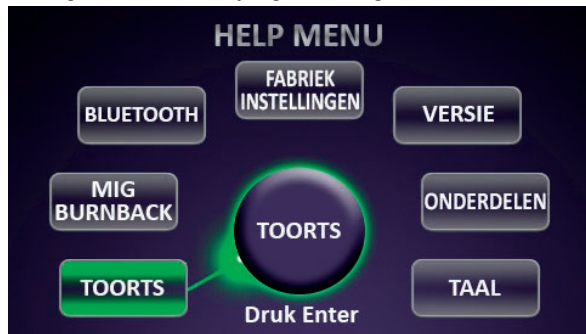 HELP MENU
FABRIEK
INSTELLINGEN
BLUETOOTH
VERSIE
MIG
BURNBACK
ONDERDELEN
TOORTS
TOORTS
TAAL
Druk Enter